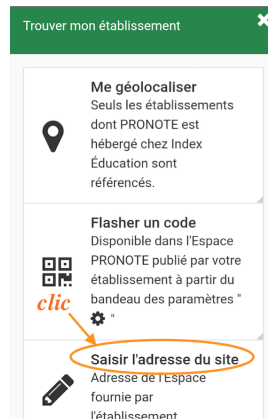 Trouver mon établissement
Me géolocaliser
Seuls les établissements
dont PRONOTE est
hébergé chez Index
Éducation sont
référencés.
Flasher un code
Disponible dans l'Espace
PRONOTE publié par votre
établissement à partir du
clic
bandeau des paramètres "
"
Saisir l'adresse du site
Adresse de l'Espace
fournie par
l'établissement